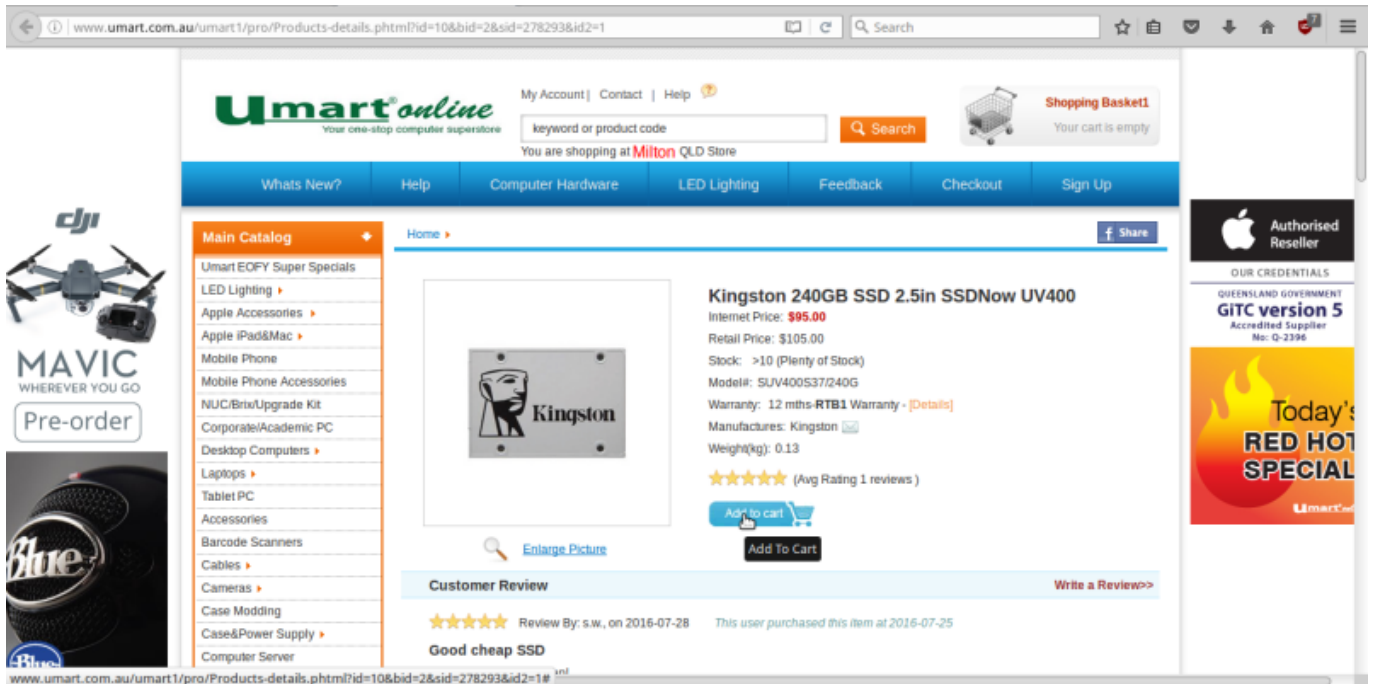 www.umart.com.au/umart1/pro/Products-details.phtml?id=10&bid=2&sid=278293&id2=1
Search
7
Umart online
Your one-stop computer superstore
My Account | Contact | Help
keyword or product code
Search
You are shopping at Milton QLD Store
Shopping Basket1
Your cart is empty
Whats New?
Help
Computer Hardware
LED Lighting
Feedback
Checkout
Sign Up
dji
MAVIC
WHEREVER YOU GO
Pre-order
Blue
Blue
Main Catalog
Umart EOFY Super Specials
LED Lighting
Apple Accessories
Apple iPad&Mac
Mobile Phone
Mobile Phone Accessories
NUC/Brix/Upgrade Kit
Corporate/Academic PC
Desktop Computers
Laptops
Tablet PC
Accessories
Barcode Scanners
Cables
Cameras
Case Modding
Case&Power Supply
Computer Server
Home
f Share
Kingston
Enlarge Picture
Kingston 240GB SSD 2.5in SSDNow UV400
Internet Price: $95.00
Retail Price: $105.00
Stock: >10 (Plenty of Stock)
Model#: SUV400S37/240G
Warranty: 12 mths-RTB1 Warranty - [Details]
Manufactures: Kingston
Weight(kg): 0.13
(Avg Rating 1 reviews )
Add to cart
Add To Cart
Customer Review
Write a Review>>
Review By: s.w., on 2016-07-28
This user purchased this item at 2016-07-25
Good cheap SSD
Authorised
Reseller
OUR CREDENTIALS
QUEENSLAND GOVERNMENT
GITC version 5
Accredited Supplier
No: Q-2396
Today's
RED HOT
SPECIAL
Umart
www.umart.com.au/umart1/pro/Products-details.phtml?id=10&bid=2&sid=278293&id2=1#